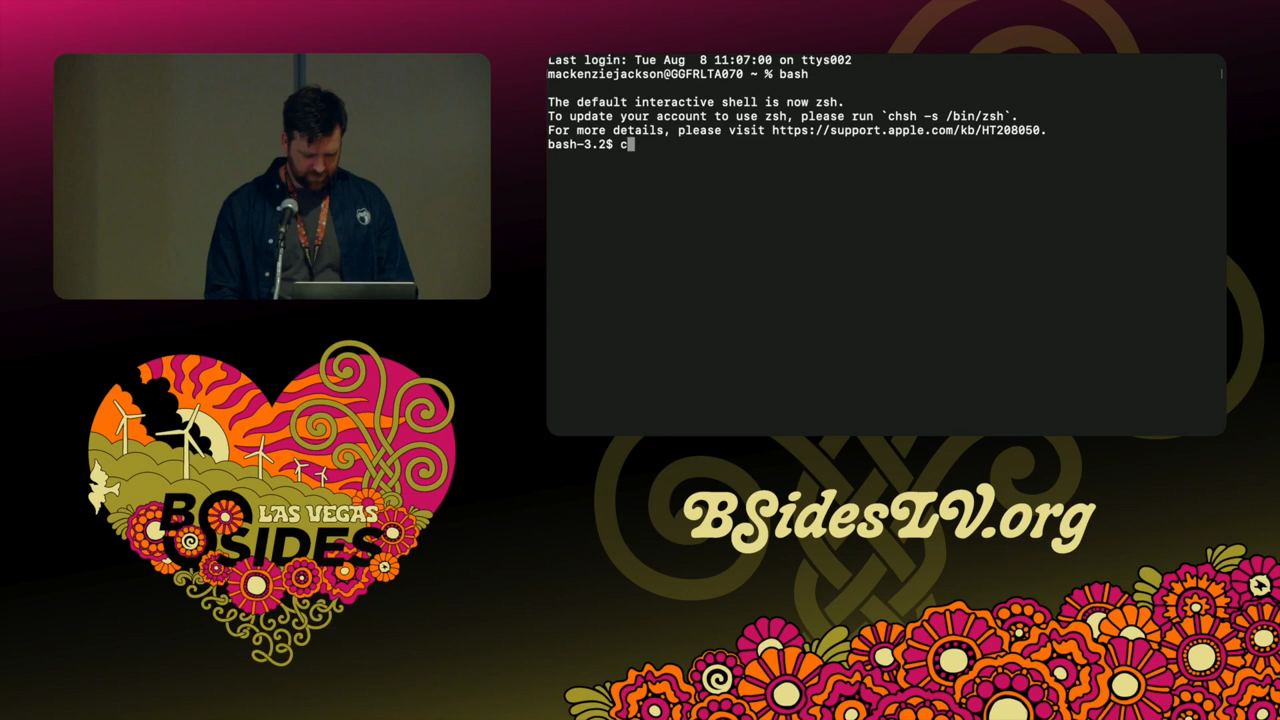 Last login: Tue Aug  8 11:07:00 on ttys002
mackenziejackson@GGFRLTA070 ~ % bash
The default interactive shell is now zsh.
To update your account to use zsh, please run `chsh -s /bin/zsh`.
For more details, please visit https://support.apple.com/kb/HT208050.
bash-3.2$ c
LAS VEGAS
BSIDES
BSidesLV.org